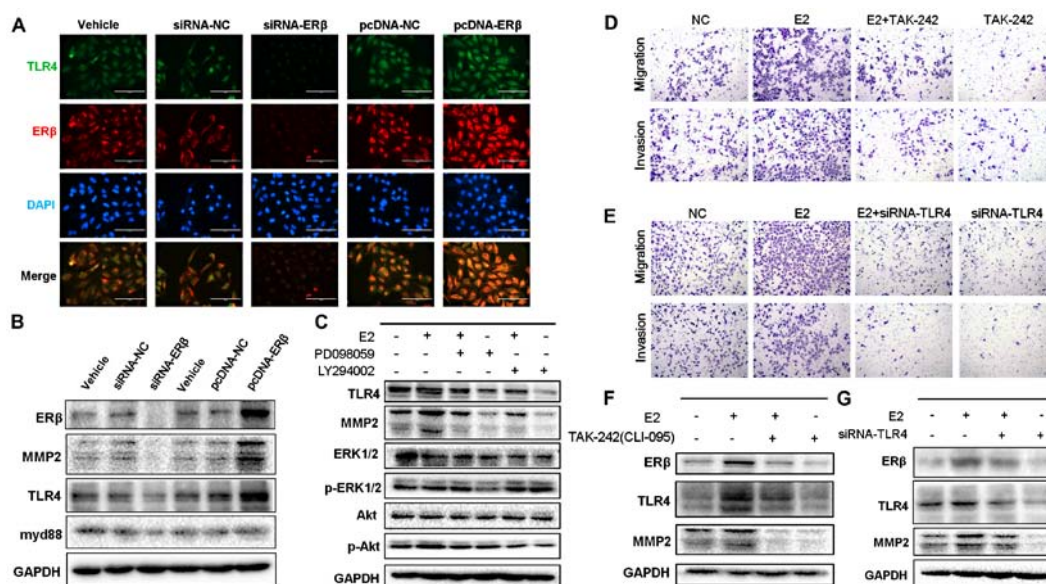 A
Vehicle siRNA-NC siRNA-ERβ pcDNA-NC pcDNA-ERβ
TLR4
ERβ
DAPI
Merge
B
Vehicle siRNA-NC siRNA-ERβ Vehicle pcDNA-NC pcDNA-ERβ
ERβ
MMP2
TLR4
myd88
GAPDH
C
- + + - + - E2
- - + + - - PD098059
- - - - + + LY294002
TLR4
MMP2
ERK1/2
p-ERK1/2
Akt
p-Akt
GAPDH
D
NC E2 E2+TAK-242 TAK-242
Migration
Invasion
E
NC E2 E2+siRNA-TLR4 siRNA-TLR4
Migration
Invasion
F
E2 - + + -
TAK-242(CLI-095) - - + +
ERβ
TLR4
MMP2
GAPDH
G
E2 - + + -
siRNA-TLR4 - - + +
ERβ
TLR4
MMP2
GAPDH